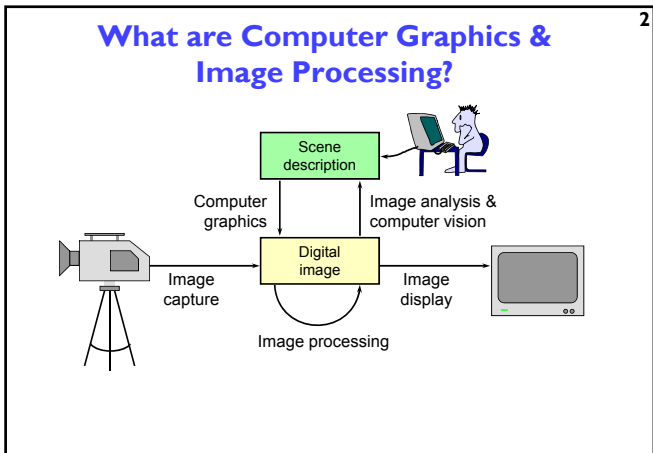 2
What are Computer Graphics &
Image Processing?
Scene
description
Computer
graphics
Image analysis &
computer vision
Digital
image
Image
capture
Image
display
Image processing